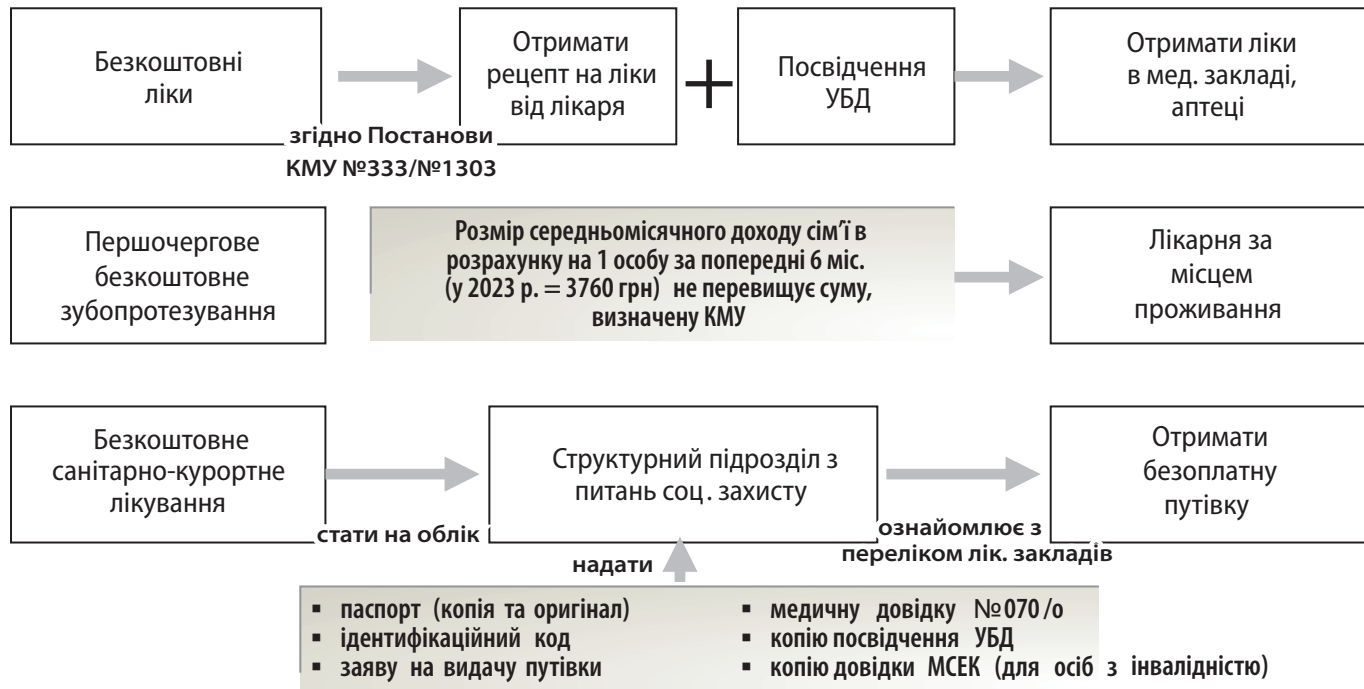 Безкоштовні
ліки
згідно Постанови
КМУ №333/№1303
Отримати
рецепт на ліки
від лікаря
+
Посвідчення
УБД
Отримати ліки
в мед. закладі,
аптеці
Першочергове
безкоштовне
зубопротезування
Розмір середньомісячного доходу сім'ї в
розрахунку на 1 особу за попередні 6 міс.
(у 2023 р. = 3760 грн) не перевищує суму,
визначену КМУ
Лікарня за
місцем
проживання
Безкоштовне
санітарно-курортне
лікування
стати на облік
Структурний підрозділ з
питань соц. захисту
ознайомлює з
переліком лік. закладів
Отримати
безоплатну
путівку
надати
▪ паспорт (копія та оригінал)
▪ ідентифікаційний код
▪ заяву на видачу путівки
▪ медичну довідку №070/о
▪ копію посвідчення УБД
▪ копію довідки МСЕК (для осіб з інвалідністю)